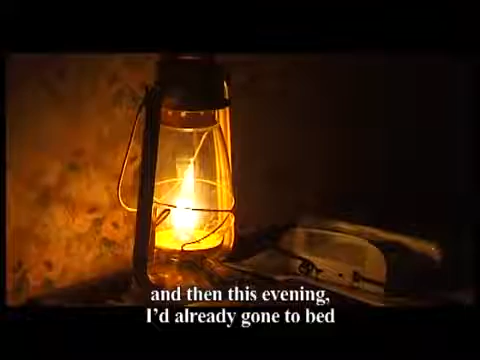 and then this evening,
I'd already gone to bed